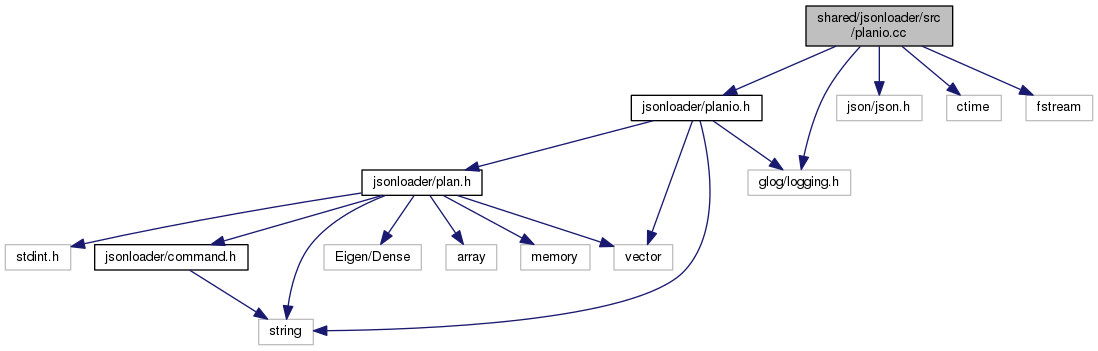 shared/jsonloader/src
/planio.cc
jsonloader/planio.h
json/json.h
ctime
fstream
jsonloader/plan.h
glog/logging.h
stdint.h
jsonloader/command.h
Eigen/Dense
array
memory
vector
string